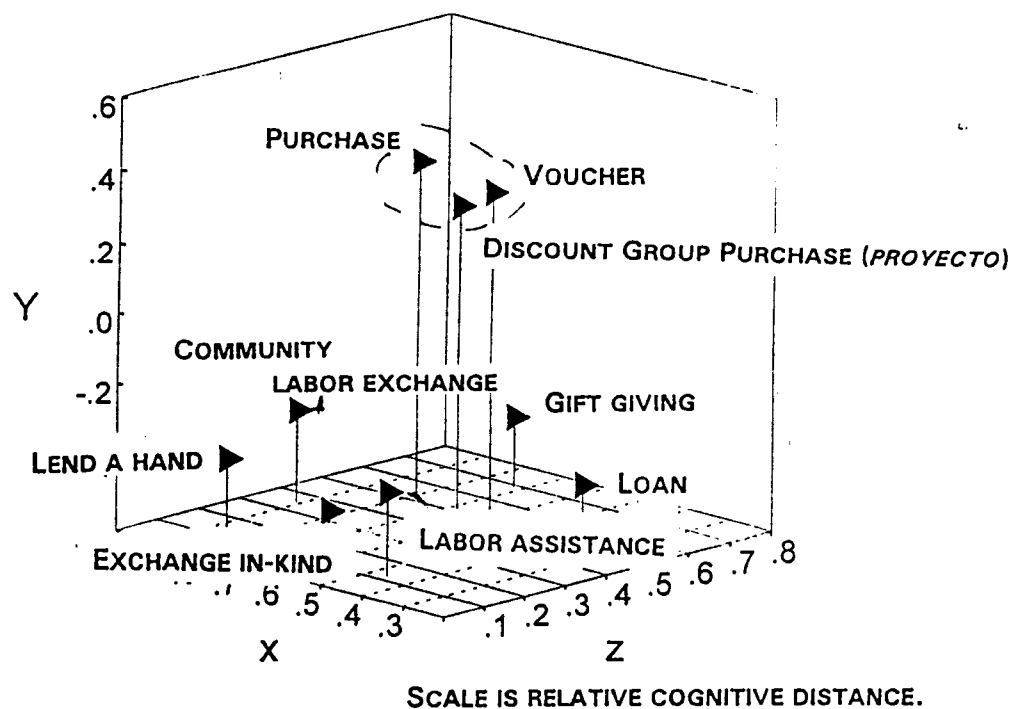 .6
PURCHASE
VOUCHER
.4
DISCOUNT GROUP PURCHASE (PROYECTO)
.2
Y
.0
COMMUNITY
LABOR EXCHANGE
-.2
GIFT GIVING
LEND A HAND
LOAN
LABOR ASSISTANCE
EXCHANGE IN-KIND
.6 .5 .4 .3
.1 .2 .3 .4 .5 .6 .7 .8
X
Z
SCALE IS RELATIVE COGNITIVE DISTANCE.